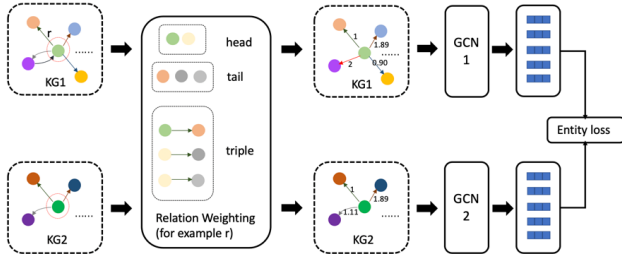 r
......
KG1
head
tail
triple
Relation Weighting
(for example r)
1
1.89
......
2
0.90
KG1
GCN
1
Entity loss
......
KG2
1
1.89
1.11
......
KG2
GCN
2